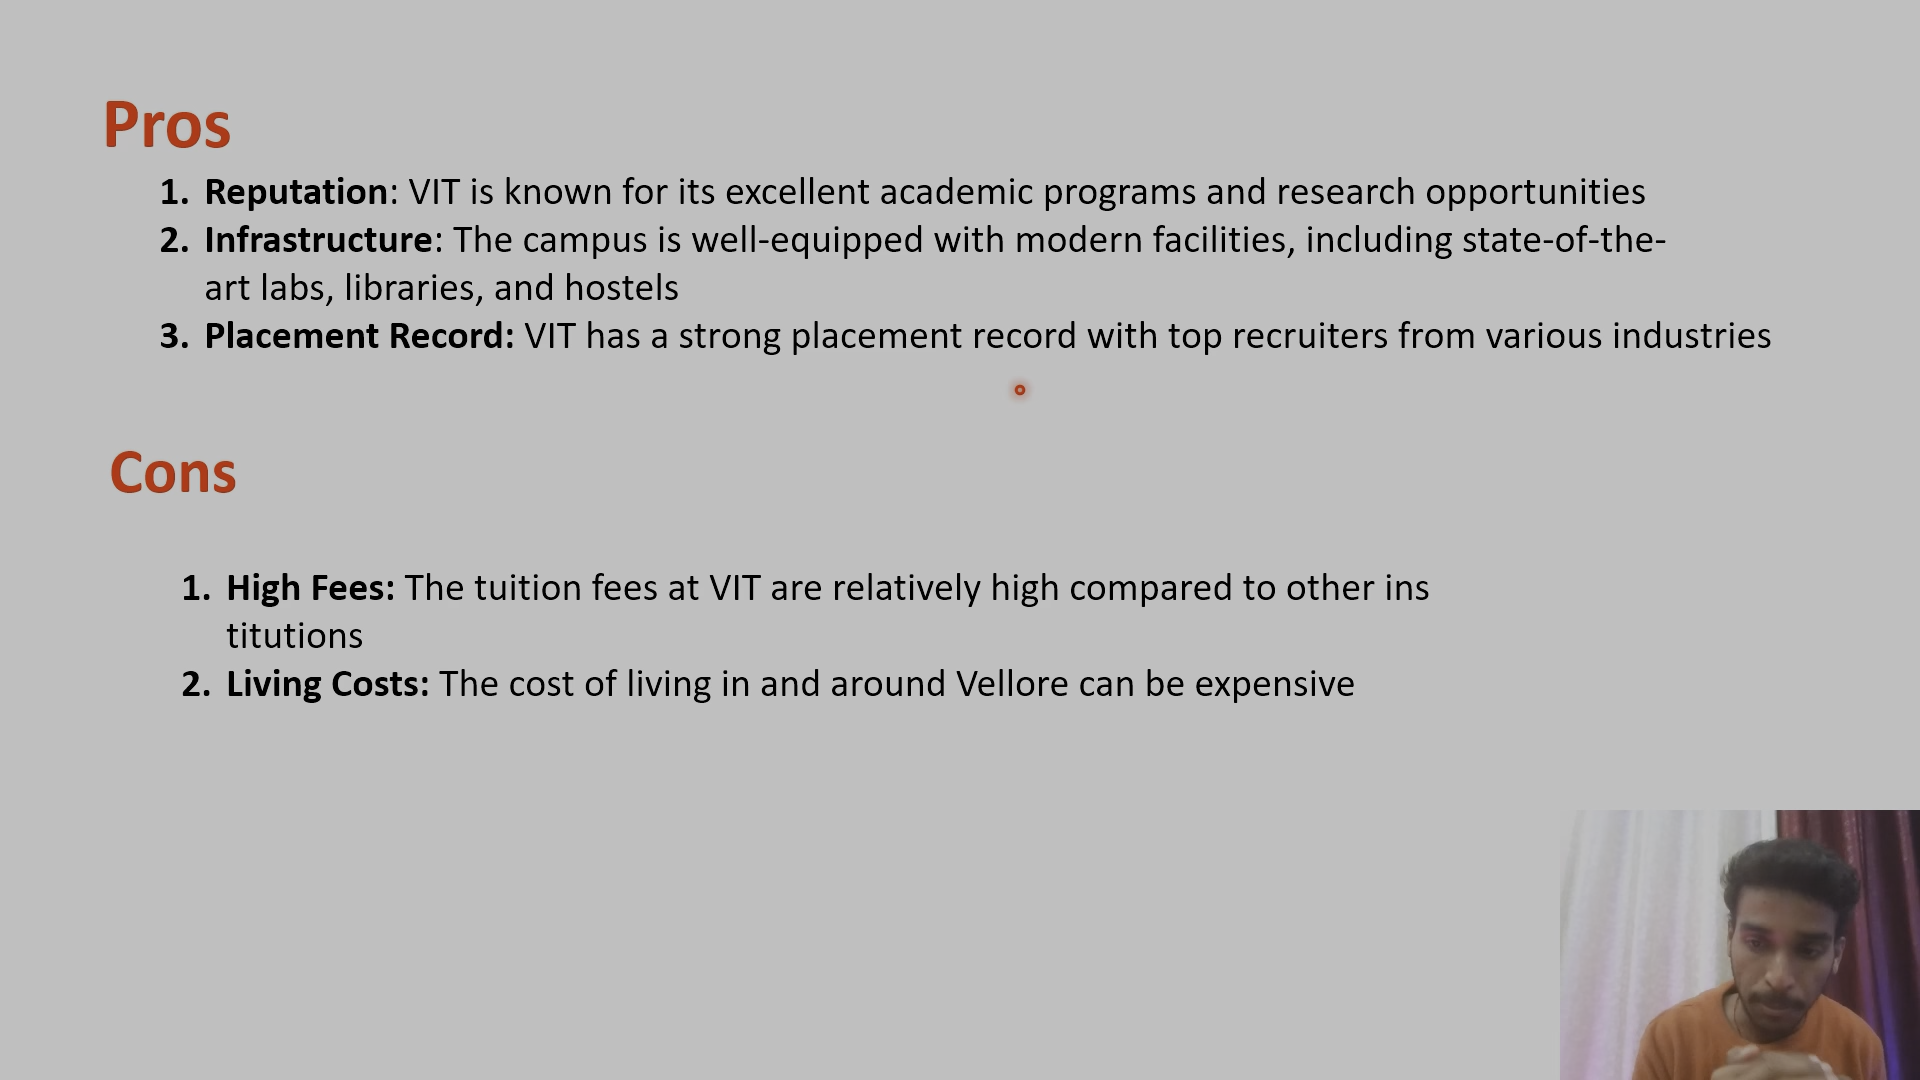 Pros
1. Reputation: VIT is known for its excellent academic programs and research opportunities
2. Infrastructure: The campus is well-equipped with modern facilities, including state-of-the-
art labs, libraries, and hostels
3. Placement Record: VIT has a strong placement record with top recruiters from various industries
Cons
1. High Fees: The tuition fees at VIT are relatively high compared to other ins
titutions
2. Living Costs: The cost of living in and around Vellore can be expensive